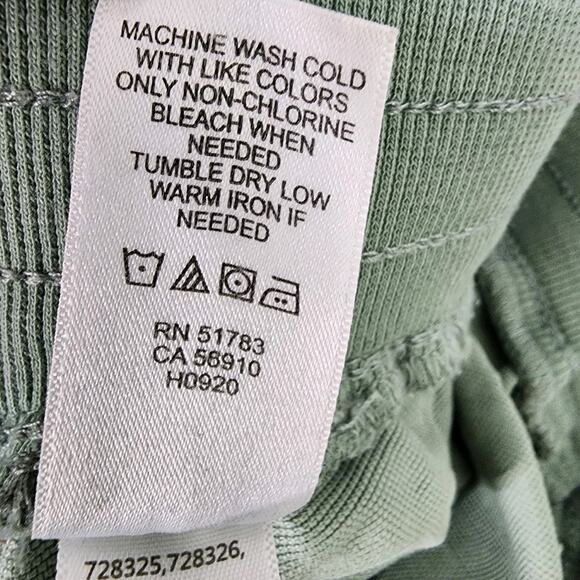 MACHINE WASH COLD
WITH LIKE COLORS
ONLY NON-CHLORINE
BLEACH WHEN
NEEDED
TUMBLE DRY LOW
WARM IRON IF
NEEDED
RN 51783
CA 56910
H0920
728325,728326,